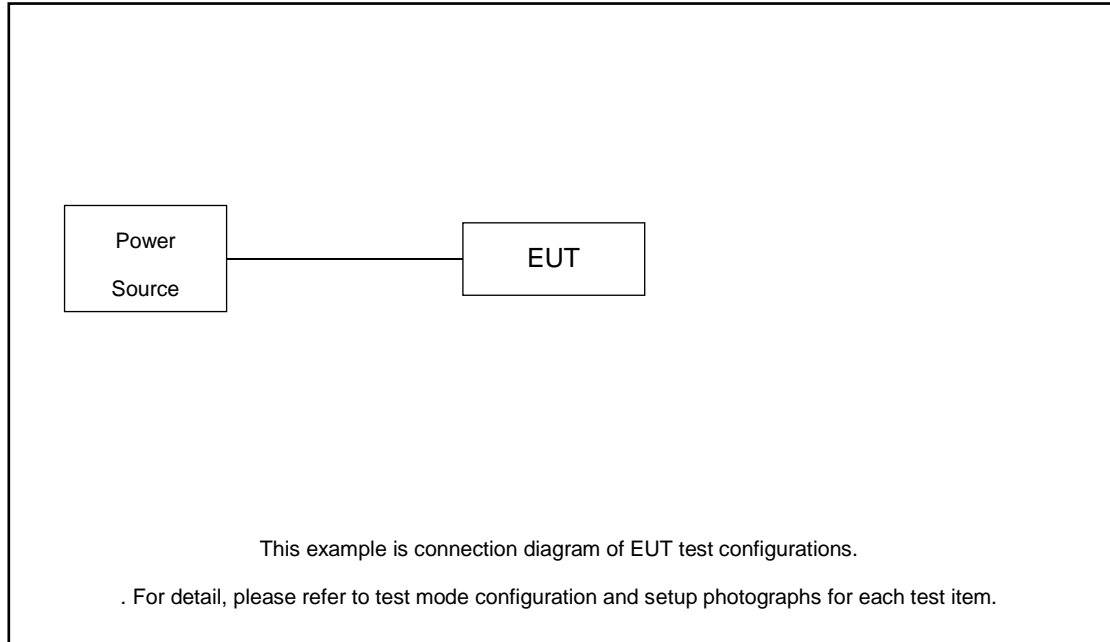 Power
Source
EUT
This example is connection diagram of EUT test configurations.
. For detail, please refer to test mode configuration and setup photographs for each test item.